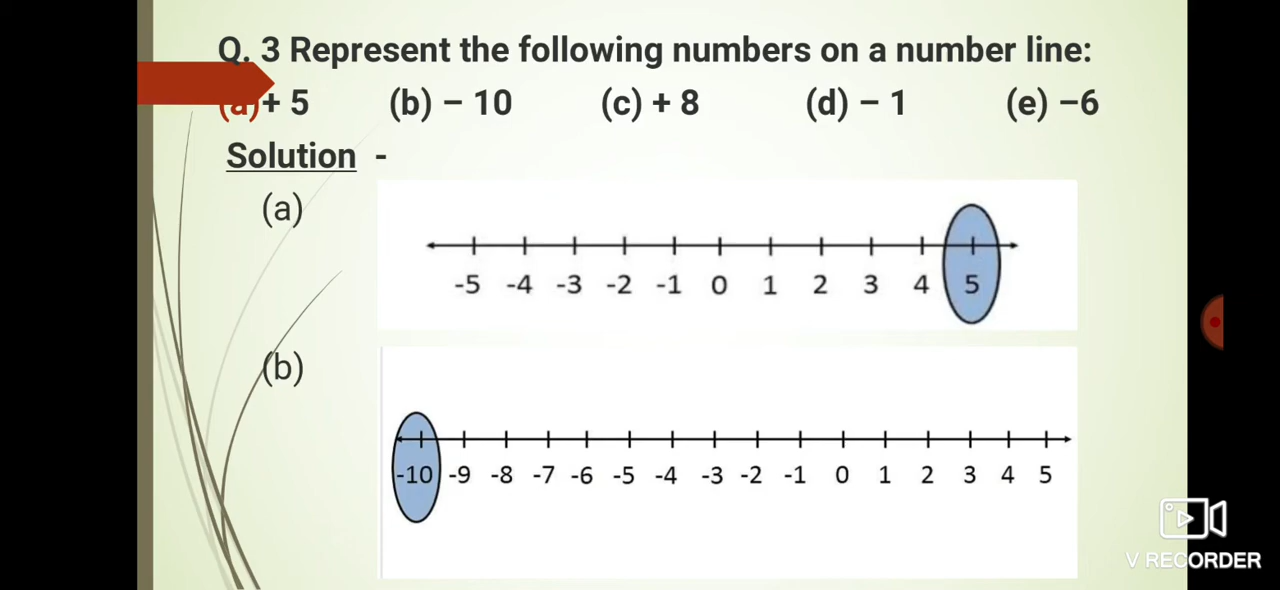 Q. 3 Represent the following numbers on a number line:
(a) + 5 (b) – 10 (c) + 8 (d) – 1 (e) –6
Solution -
(a)
-5 -4 -3 -2 -1 0 1 2 3 4 5
(b)
-10 -9 -8 -7 -6 -5 -4 -3 -2 -1 0 1 2 3 4 5
V RECORDER